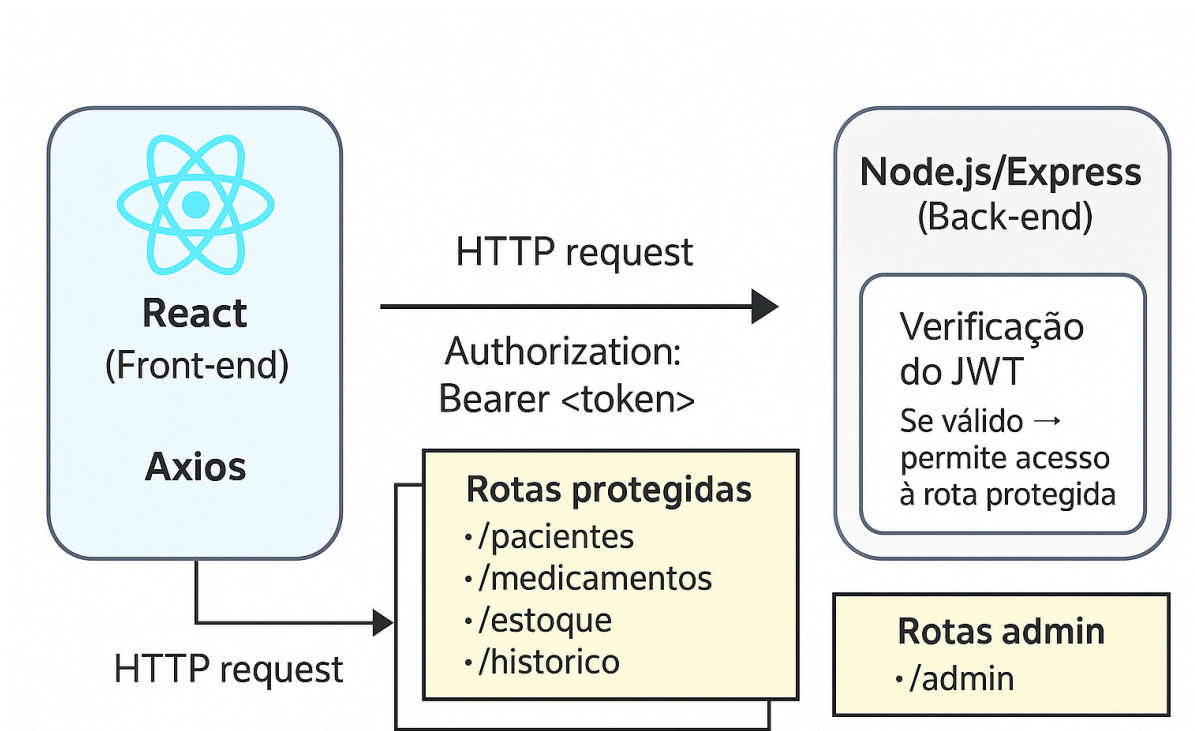 React
(Front-end)
Axios
HTTP request
Authorization:
Bearer <token>
Node.js/Express
(Back-end)
Verificação
do JWT
Se válido →
permite acesso
à rota protegida
HTTP request
Rotas protegidas
• /pacientes
• /medicamentos
• /estoque
• /historico
Rotas admin
• /admin